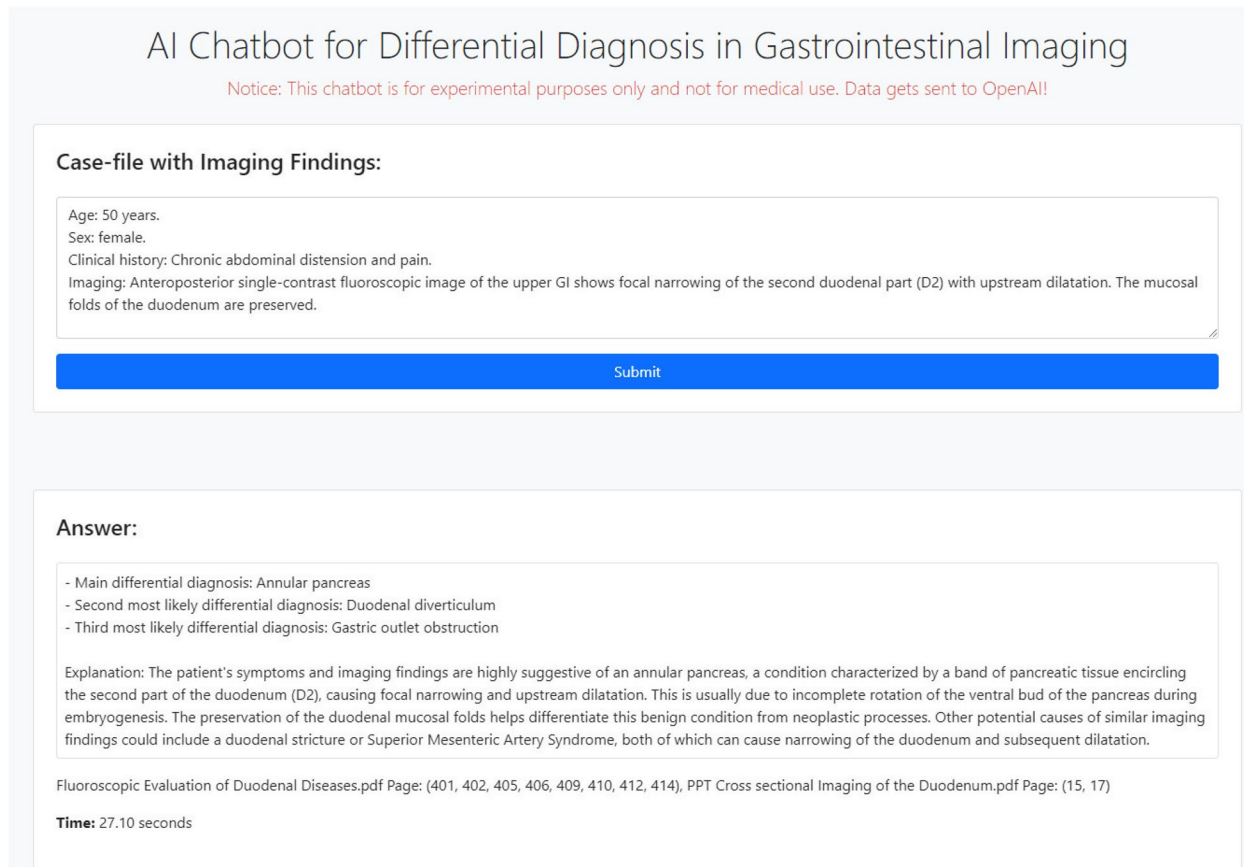 AI Chatbot for Differential Diagnosis in Gastrointestinal Imaging
Notice: This chatbot is for experimental purposes only and not for medical use. Data gets sent to OpenAI!
Case-file with Imaging Findings:
Age: 50 years.
Sex: female.
Clinical history: Chronic abdominal distension and pain.
Imaging: Anteroposterior single-contrast fluoroscopic image of the upper GI shows focal narrowing of the second duodenal part (D2) with upstream dilatation. The mucosal
folds of the duodenum are preserved.
Submit
Answer:
- Main differential diagnosis: Annular pancreas
- Second most likely differential diagnosis: Duodenal diverticulum
- Third most likely differential diagnosis: Gastric outlet obstruction
Explanation: The patient's symptoms and imaging findings are highly suggestive of an annular pancreas, a condition characterized by a band of pancreatic tissue encircling
the second part of the duodenum (D2), causing focal narrowing and upstream dilatation. This is usually due to incomplete rotation of the ventral bud of the pancreas during
embryogenesis. The preservation of the duodenal mucosal folds helps differentiate this benign condition from neoplastic processes. Other potential causes of similar imaging
findings could include a duodenal stricture or Superior Mesenteric Artery Syndrome, both of which can cause narrowing of the duodenum and subsequent dilatation.
Fluoroscopic Evaluation of Duodenal Diseases.pdf Page: (401, 402, 405, 406, 409, 410, 412, 414), PPT Cross sectional Imaging of the Duodenum.pdf Page: (15, 17)
Time: 27.10 seconds